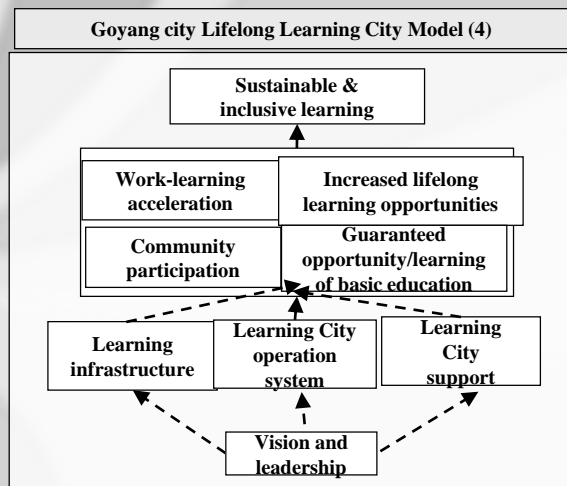 Goyang city Lifelong Learning City Model (4)
Sustainable &
inclusive learning
Work-learning
acceleration
Increased lifelong
learning opportunities
Community
participation
Guaranteed
opportunity/learning
of basic education
Learning
infrastructure
Learning City
operation
system
Learning
City
support
Vision and
leadership